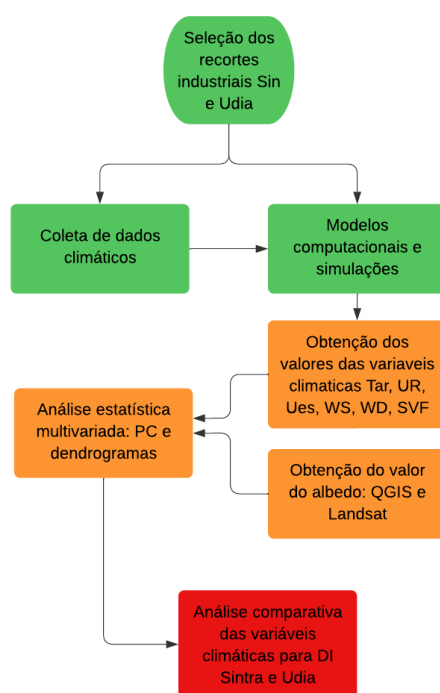 Seleção dos
recortes
industriais Sin
e Udia
Coleta de dados
climáticos
Modelos
computacionais e
simulações
Obtenção dos
valores das variaveis
climaticas Tar, UR,
Ues, WS, WD, SVF
Análise estatística
multivariada: PC e
dendrogramas
Obtenção do valor
do albedo: QGIS e
Landsat
Análise comparativa
das variáveis
climáticas para DI
Sintra e Udia